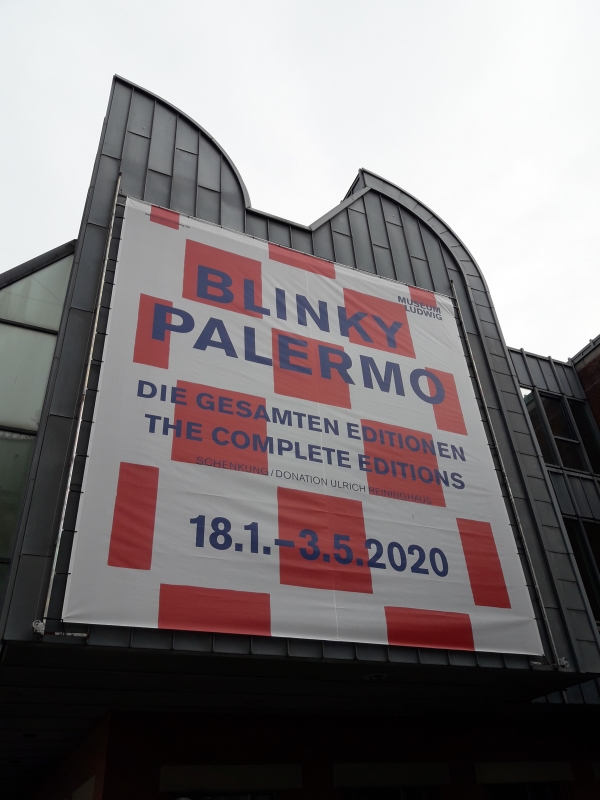 MUSEUM
LUDWIG
BLINKY
PALERMO
DIE GESAMTEN EDITIONEN
THE COMPLETE EDITIONS
SCHENKUNG / DONATION ULRICH REININGHAUS
18.1.–3.5.2020